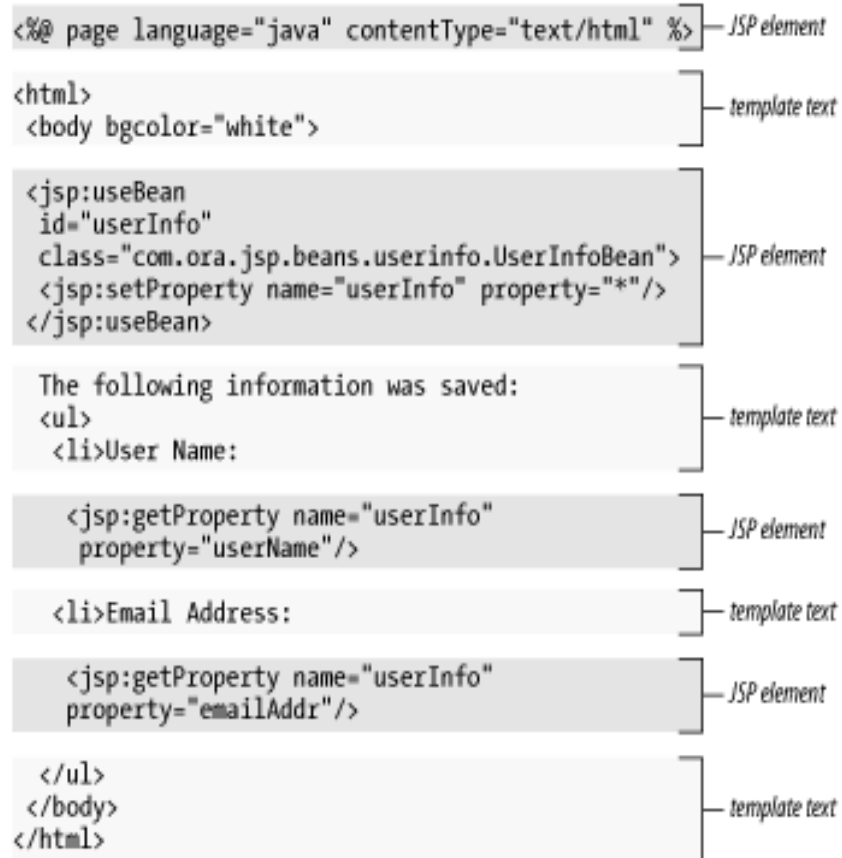 <%@ page language="java" contentType="text/html" %>
JSP element
<html>
<body bgcolor="white">
template text
<jsp:useBean
id="userInfo"
class="com.ora.jsp.beans.userinfo.UserInfoBean">
<jsp:setProperty name="userInfo" property="*"/>
</jsp:useBean>
JSP element
The following information was saved:
<ul>
<li>User Name:
template text
<jsp:getProperty name="userInfo"
property="userName"/>
JSP element
<li>Email Address:
template text
<jsp:getProperty name="userInfo"
property="emailAddr"/>
JSP element
</ul>
</body>
</html>
template text